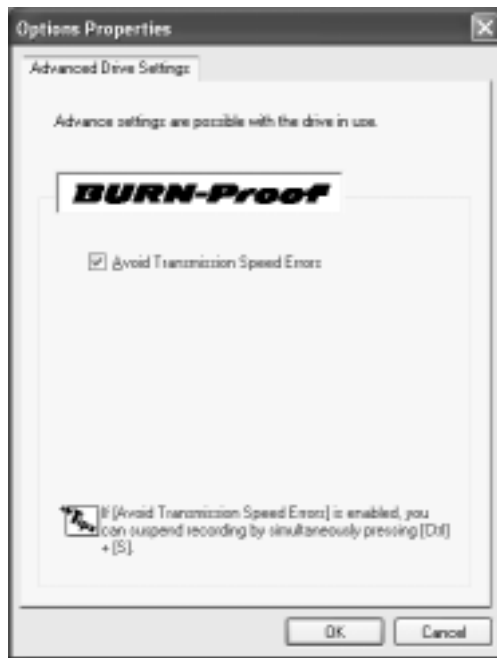 Options Properties
Advanced Drive Settings
Advance settings are possible with the drive in use.
BURN-Proof
Avoid Transmission Speed Errors
If [Avoid Transmission Speed Errors] is enabled, you
can suspend recording by simultaneously pressing [Ctrl]
+ [S].
OK
Cancel